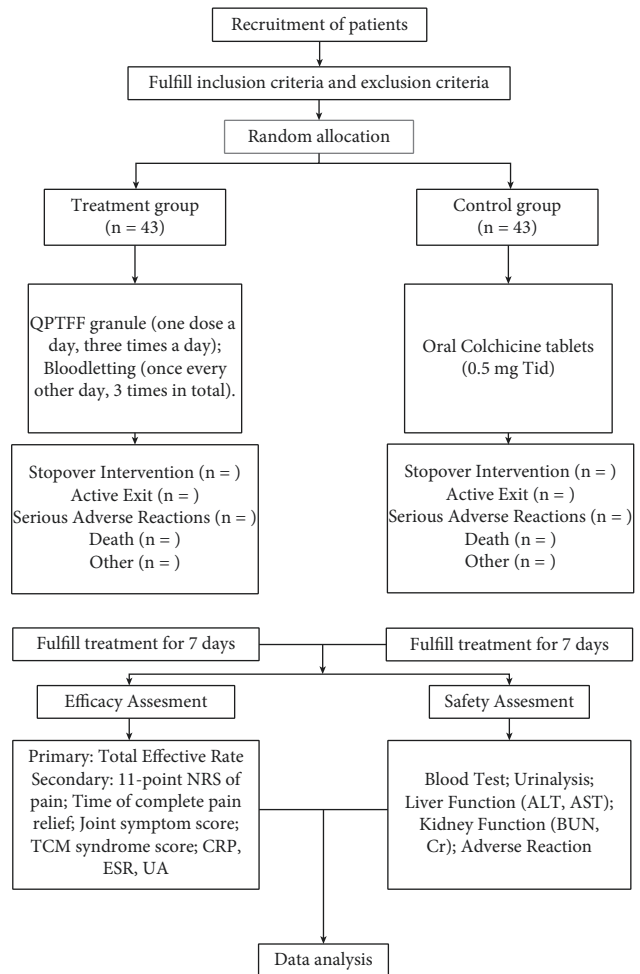 Recruitment of patients
Fulfill inclusion criteria and exclusion criteria
Random allocation
Treatment group
(n = 43)
Control group
(n = 43)
QPTFF granule (one dose a
day, three times a day);
Bloodletting (once every
other day, 3 times in total).
Oral Colchicine tablets
(0.5 mg Tid)
Stopover Intervention (n = )
Active Exit (n = )
Serious Adverse Reactions (n = )
Death (n = )
Other (n = )
Stopover Intervention (n = )
Active Exit (n = )
Serious Adverse Reactions (n = )
Death (n = )
Other (n = )
Fulfill treatment for 7 days
Fulfill treatment for 7 days
Efficacy Assesment
Safety Assesment
Primary: Total Effective Rate
Secondary: 11-point NRS of
pain; Time of complete pain
relief; Joint symptom score;
TCM syndrome score; CRP,
ESR, UA
Blood Test; Urinalysis;
Liver Function (ALT, AST);
Kidney Function (BUN,
Cr); Adverse Reaction
Data analysis